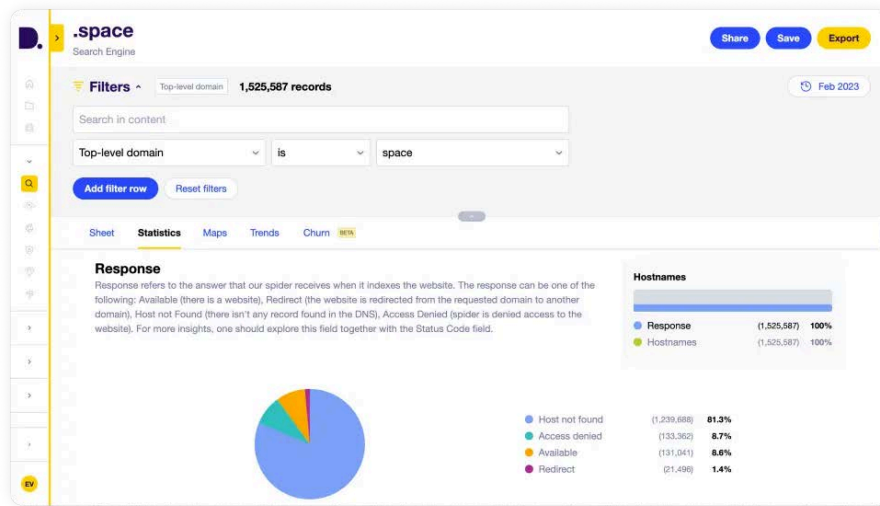 D.
.space
Search Engine
Share
Save
Export
Filters
Top-level domain
1,525,587 records
Feb 2023
Search in content
Top-level domain
is
space
Add filter row
Reset filters
Sheet
Statistics
Maps
Trends
Churn
BETA
Response
Response refers to the answer that our spider receives when it indexes the website. The response can be one of the
following: Available (there is a website), Redirect (the website is redirected from the requested domain to another
domain), Host not Found (there isn't any record found in the DNS), Access Denied (spider is denied access to the
website). For more insights, one should explore this field together with the Status Code field.
Hostnames
Response (1,525,587) 100%
Hostnames (1,525,587) 100%
Host not found (1,239,688) 81.3%
Access denied (133,362) 8.7%
Available (131,041) 8.6%
Redirect (21,496) 1.4%
EV